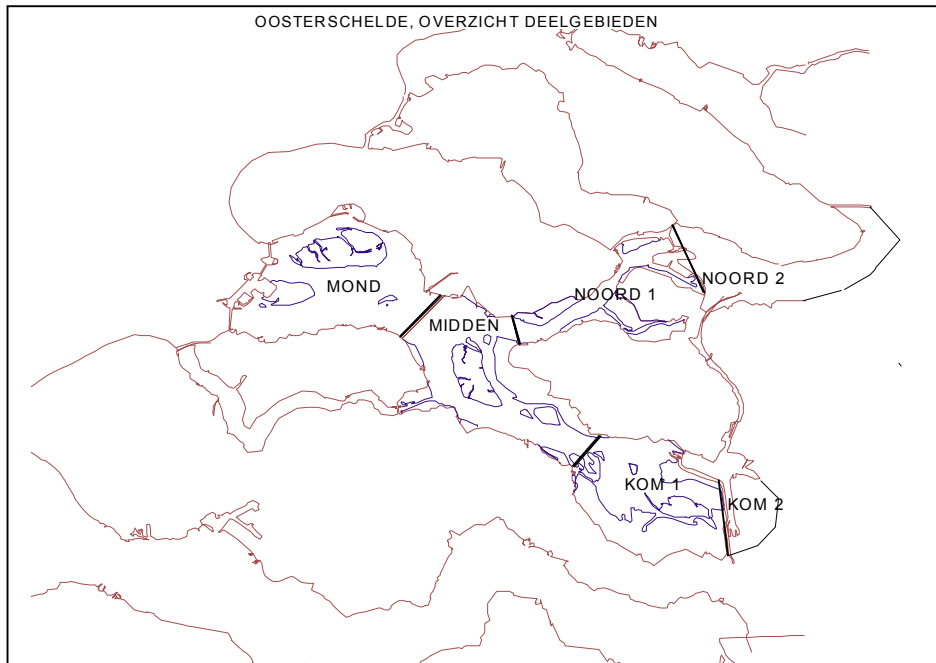 OOSTERSCHELDE, OVERZICHT DEELGEBIEDEN
NOORD 2
MOND
NOORD 1
MIDDEN
KOM 1
KOM 2